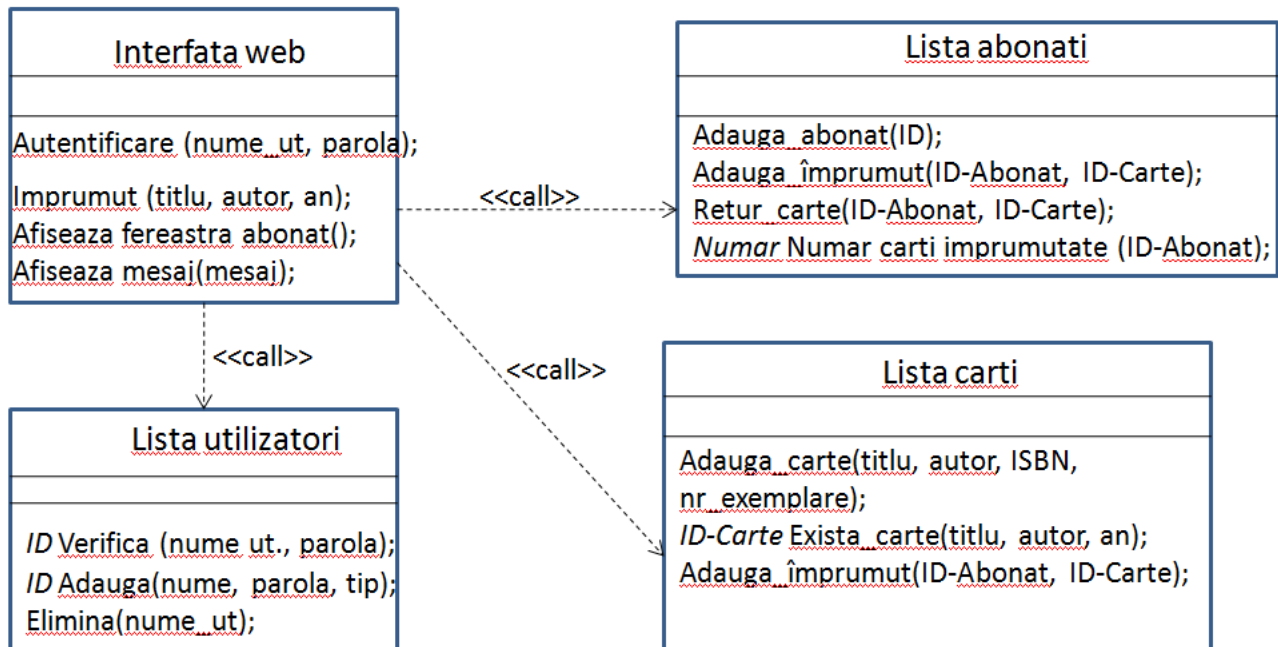 Interfata web
Autentificare (nume_ut, parola);
Imprumut (titlu, autor, an);
Afiseaza fereastra abonat();
Afiseaza mesaj(mesaj);
<<call>>
Lista abonati
Adauga_abonat(ID);
Adauga_împrumut(ID-Abonat, ID-Carte);
Retur_carte(ID-Abonat, ID-Carte);
Numar Numar carti imprumutate (ID-Abonat);
<<call>>
<<call>>
Lista utilizatori
ID Verifica (nume ut., parola);
ID Adauga(nume, parola, tip);
Elimina(nume_ut);
Lista carti
Adauga_carte(titlu, autor, ISBN,
nr_exemplare);
ID-Carte Exista_carte(titlu, autor, an);
Adauga_împrumut(ID-Abonat, ID-Carte);